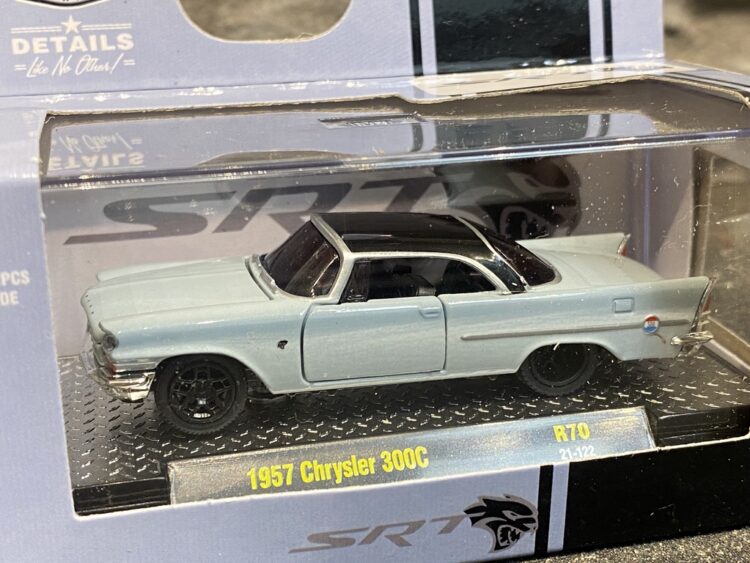 DETAILS
Like No Other!
SRT
PCS
DE
1957 Chrysler 300C
R70
21-122
SRT